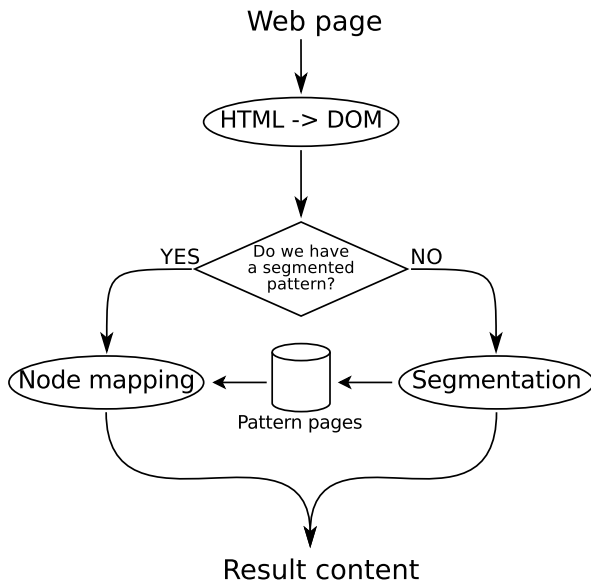 Web page
HTML -> DOM
YES
Do we have
a segmented
pattern?
NO
Node mapping
Segmentation
Pattern pages
Result content